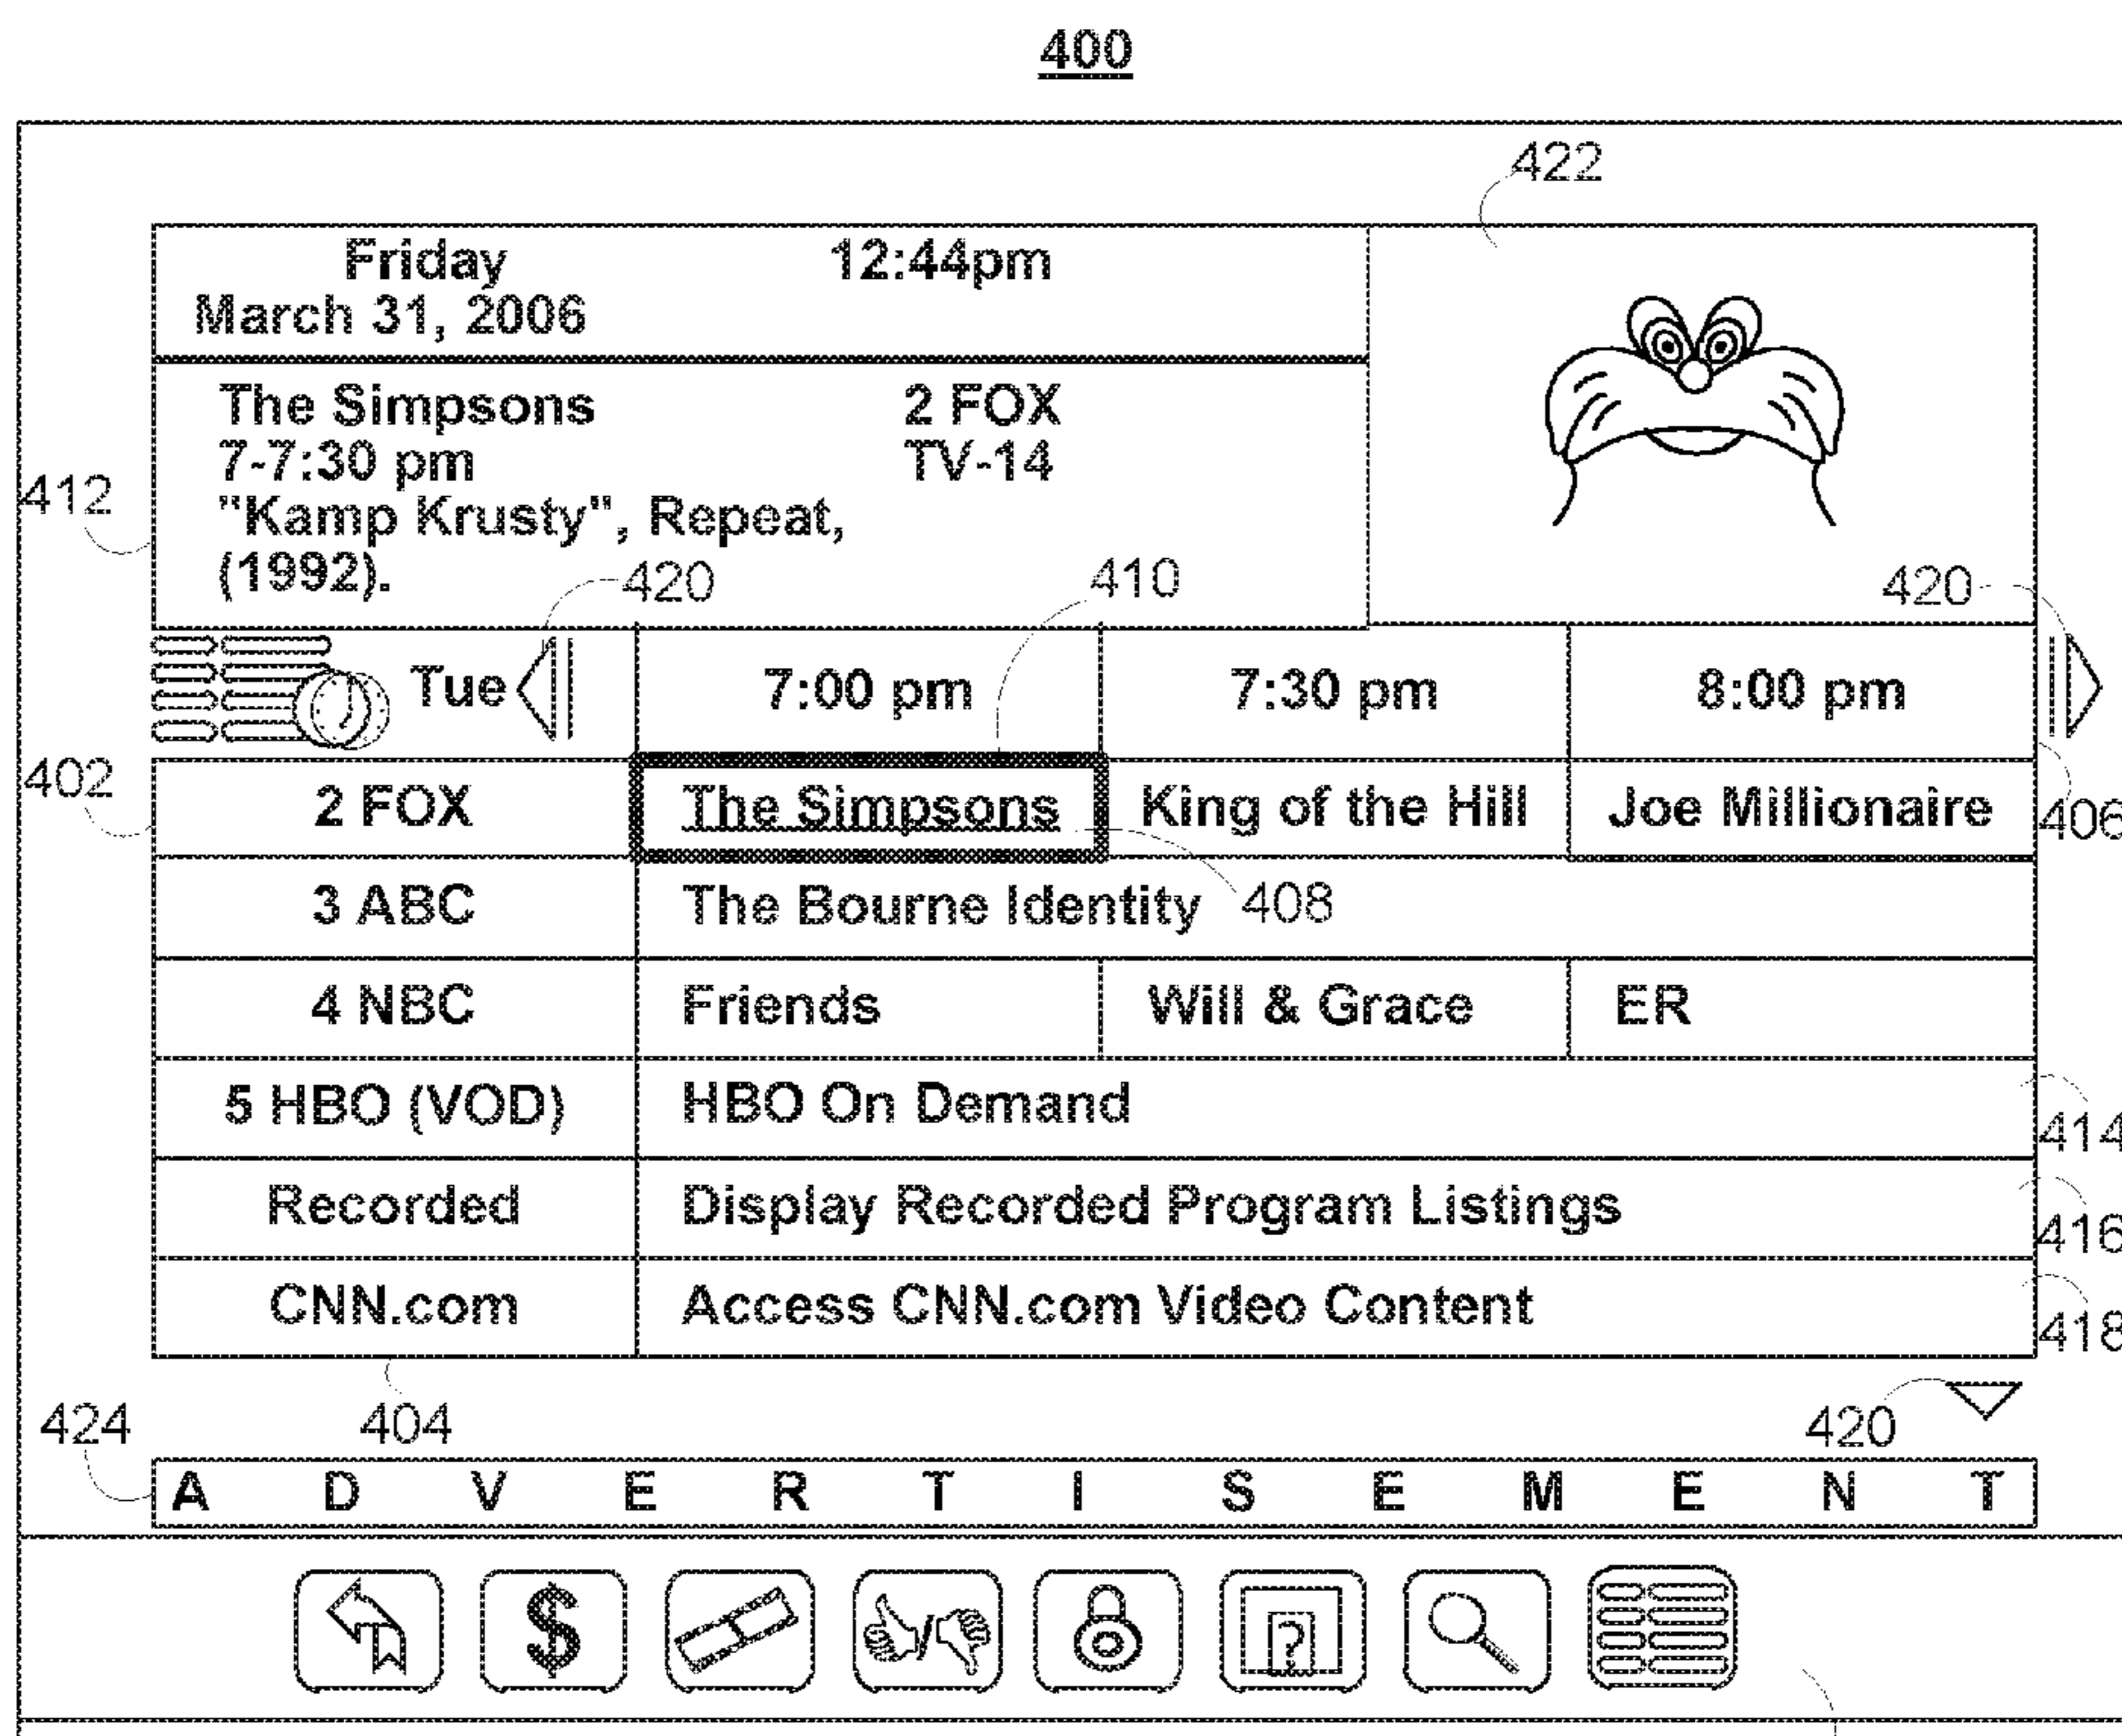 400
422
Friday 12:44pm
March 31, 2006
The Simpsons 2 FOX
7-7:30 pm TV-14
412
"Kamp Krusty", Repeat,
(1992).
420 410 420
Tue 7:00 pm 7:30 pm 8:00 pm
402
2 FOX The Simpsons King of the Hill Joe Millionaire
406
3 ABC The Bourne Identity 408
4 NBC Friends Will & Grace ER
5 HBO (VOD) HBO On Demand
414
Recorded Display Recorded Program Listings
416
CNN.com Access CNN.com Video Content
418
424 404 420
A D V E R T I S E M E N T
$ / ?